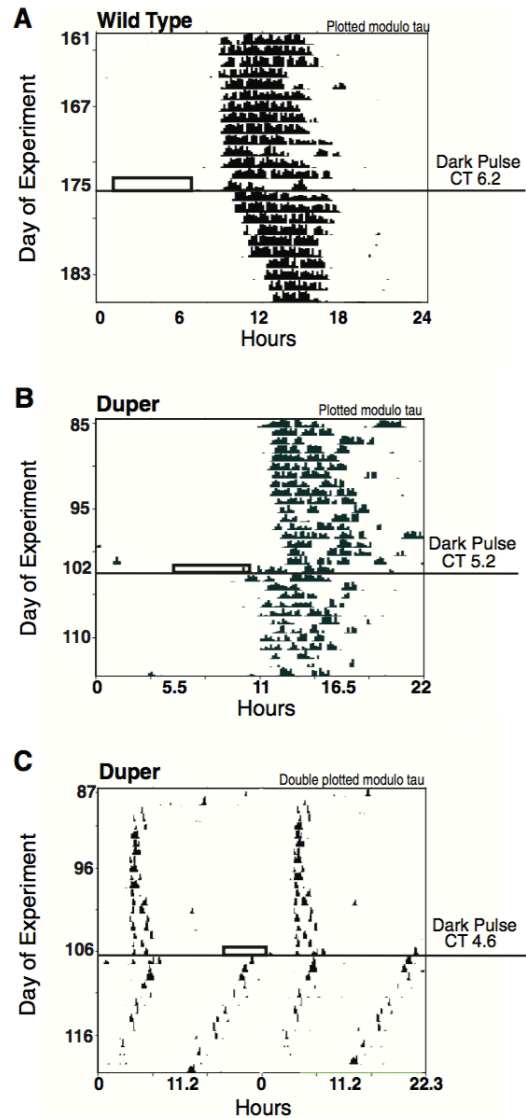 A
Wild Type
Plotted modulo tau
161
167
175
183
Day of Experiment
Dark Pulse
CT 6.2
0 6 12 18 24
Hours
B
Duper
Plotted modulo tau
85
95
102
110
Day of Experiment
Dark Pulse
CT 5.2
0 5.5 11 16.5 22
Hours
C
Duper
Double plotted modulo tau
87
96
106
116
Day of Experiment
Dark Pulse
CT 4.6
0 11.2 0 11.2 22.3
Hours